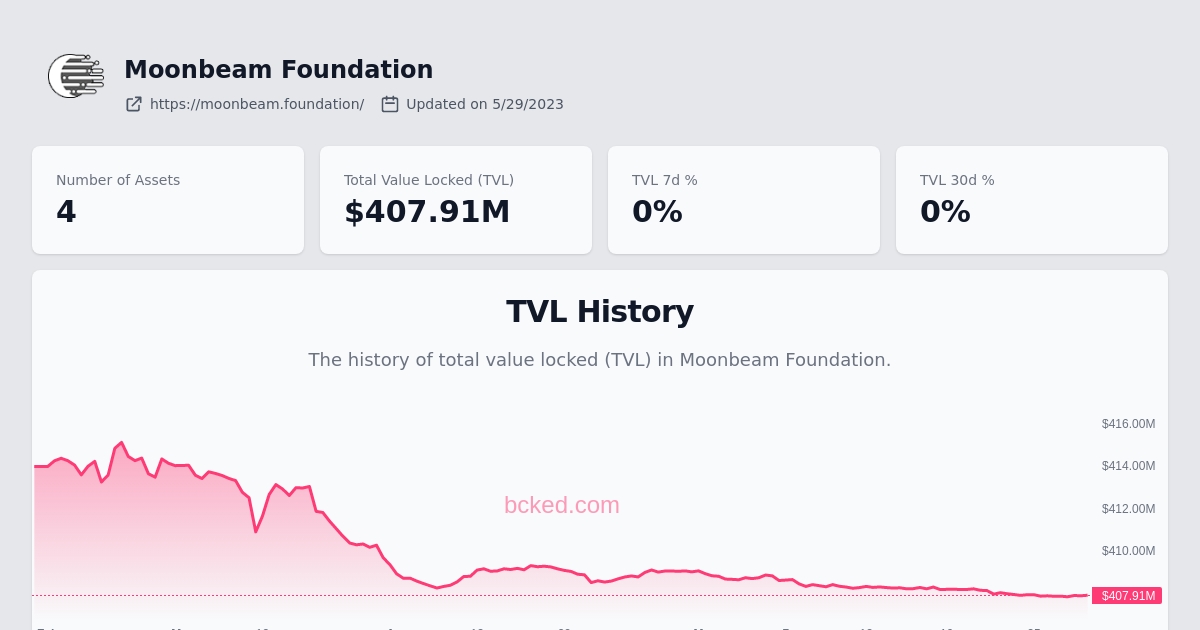 Moonbeam Foundation
https://moonbeam.foundation/ Updated on 5/29/2023
Number of Assets
4
Total Value Locked (TVL)
$407.91M
TVL 7d %
0%
TVL 30d %
0%
TVL History
The history of total value locked (TVL) in Moonbeam Foundation.
$416.00M
$414.00M
bcked.com
$412.00M
$410.00M
$407.91M